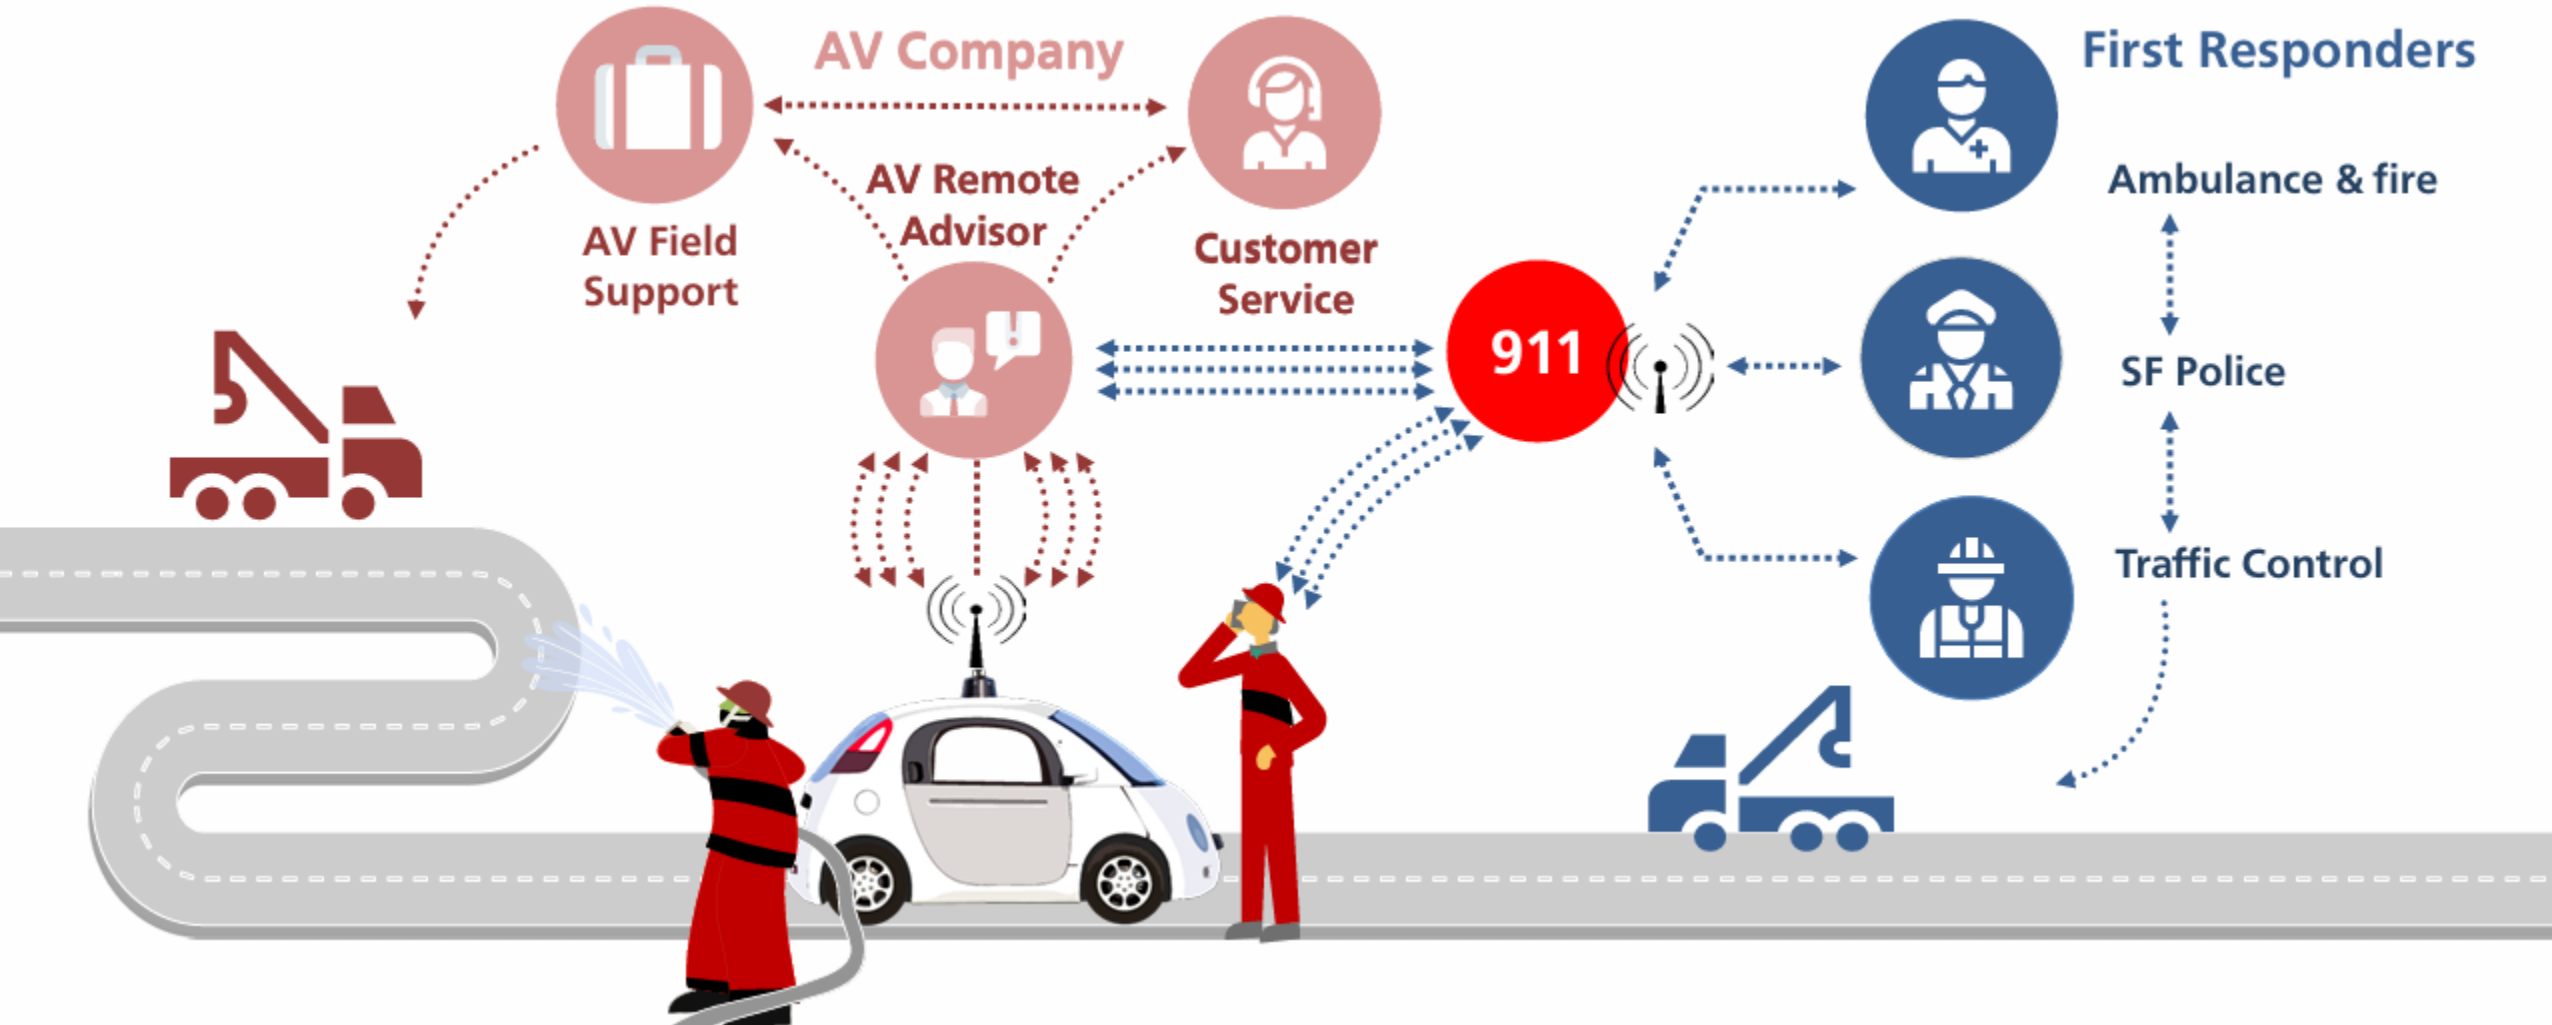 AV Company
First Responders
AV Remote
Advisor
AV Field
Support
Customer
Service
911
Ambulance & fire
SF Police
Traffic Control